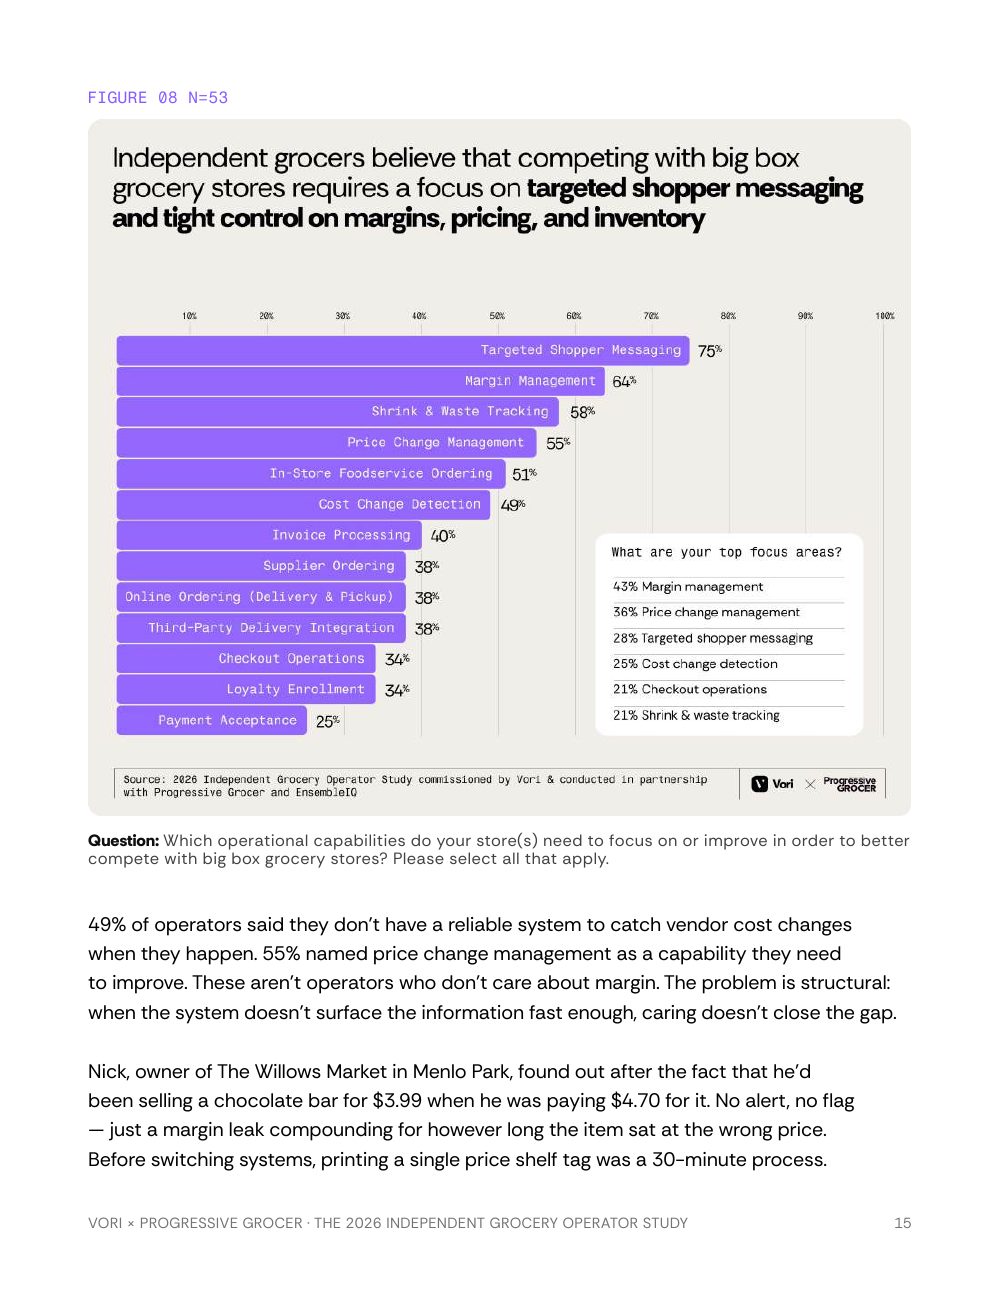 FIGURE 08 N=53
Independent grocers believe that competing with big box
grocery stores requires a focus on targeted shopper messaging
and tight control on margins, pricing, and inventory
10% 20% 30% 40% 50% 60% 70% 80% 90% 100%
Targeted Shopper Messaging 75%
Margin Management 64%
Shrink & Waste Tracking 58%
Price Change Management 55%
In-Store Foodservice Ordering 51%
Cost Change Detection 49%
Invoice Processing 40%
Supplier Ordering 38%
Online Ordering (Delivery & Pickup) 38%
Third-Party Delivery Integration 38%
Checkout Operations 34%
Loyalty Enrollment 34%
Payment Acceptance 25%
What are your top focus areas?
43% Margin management
36% Price change management
28% Targeted shopper messaging
25% Cost change detection
21% Checkout operations
21% Shrink & waste tracking
Source: 2026 Independent Grocery Operator Study commissioned by Vori & conducted in partnership
with Progressive Grocer and EnsembleIQ
Vori × Progressive
GROCER
Question: Which operational capabilities do your store(s) need to focus on or improve in order to better
compete with big box grocery stores? Please select all that apply.
49% of operators said they don’t have a reliable system to catch vendor cost changes
when they happen. 55% named price change management as a capability they need
to improve. These aren’t operators who don’t care about margin. The problem is structural:
when the system doesn’t surface the information fast enough, caring doesn’t close the gap.
Nick, owner of The Willows Market in Menlo Park, found out after the fact that he’d
been selling a chocolate bar for $3.99 when he was paying $4.70 for it. No alert, no flag
— just a margin leak compounding for however long the item sat at the wrong price.
Before switching systems, printing a single price shelf tag was a 30-minute process.
VORI × PROGRESSIVE GROCER · THE 2026 INDEPENDENT GROCERY OPERATOR STUDY 15